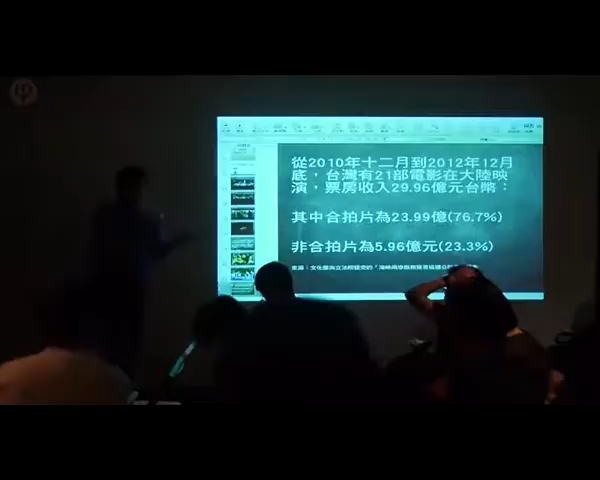 從2010年十二月到2012年12月
底，台灣有21部電影在大陸映
演，票房收入29.96億元台幣：
其中合拍片為23.99億(76.7%)
非合拍片為5.96億元(23.3%)